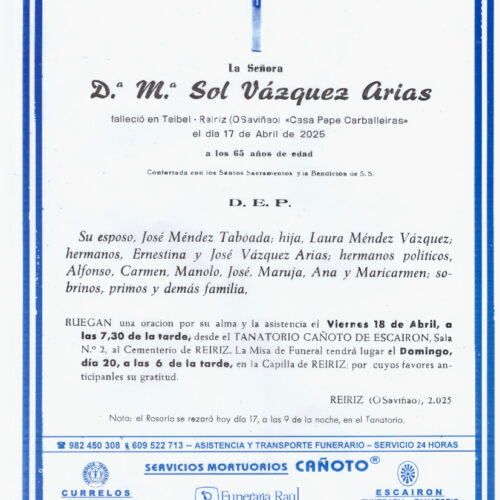 La Señora
D.ª M.ª Sol Vázquez Arias
falleció en Teibel - Reiriz (O Saviñao) «Casa Pepe Carballeiras»
el día 17 de Abril de 2025
a los 65 años de edad
Confortada con los Santos Sacramentos y la Bendición de S. S.
D. E. P.
Su esposo, José Méndez Taboada; hija, Laura Méndez Vázquez;
hermanos, Ernestina y José Vázquez Arias; hermanos políticos,
Alfonso, Carmen, Manolo, José, Maruja, Ana y Maricarmen; so-
brinos, primos y demás familia,
RUEGAN una oración por su alma y la asistencia el Viernes 18 de Abril, a
las 7,30 de la tarde, desde el TANATORIO CAÑOTO DE ESCAIRON, Sala
N.º 2, al Cementerio de REIRIZ. La Misa de Funeral tendrá lugar el Domingo,
día 20, a las 6 de la tarde, en la Capilla de REIRIZ; por cuyos favores an-
ticipanles su gratitud.
REIRIZ (O Saviñao), 2.025
Nota: el Rosario se rezará hoy día 17, a las 9 de la noche, en el Tanatorio.
☎ 982 450 308 609 522 713 – ASISTENCIA Y TRANSPORTE FUNERARIO – SERVICIO 24 HORAS
SERVICIOS MORTUORIOS CAÑOTO
CURRELOS
Funeraria Raúl
ESCAIRON